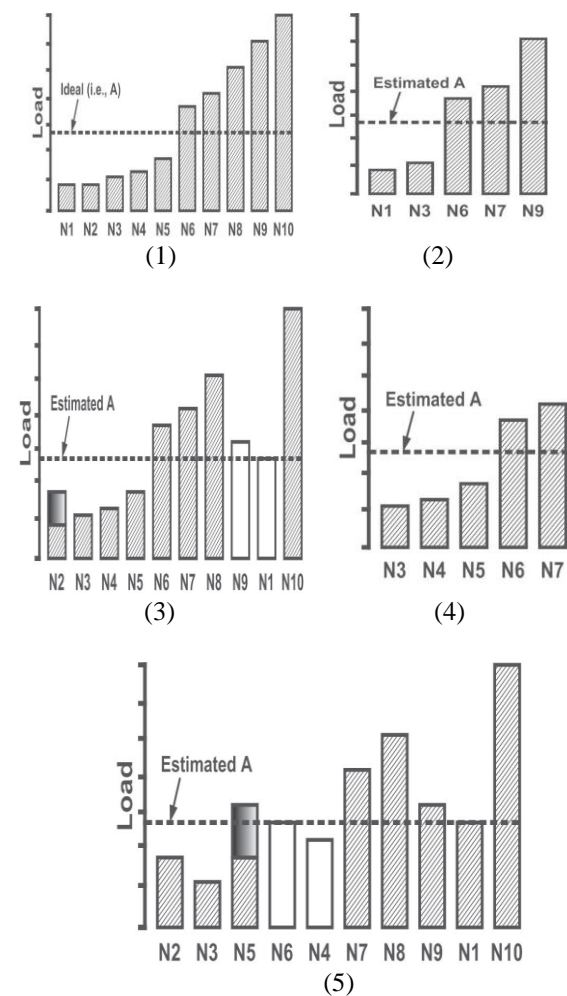 Load
Ideal (i.e., A)
N1 N2 N3 N4 N5 N6 N7 N8 N9 N10
(1)
Load
Estimated A
N1 N3 N6 N7 N9
(2)
Load
Estimated A
N2 N3 N4 N5 N6 N7 N8 N9 N1 N10
(3)
Load
Estimated A
N3 N4 N5 N6 N7
(4)
Load
Estimated A
N2 N3 N5 N6 N4 N7 N8 N9 N1 N10
(5)